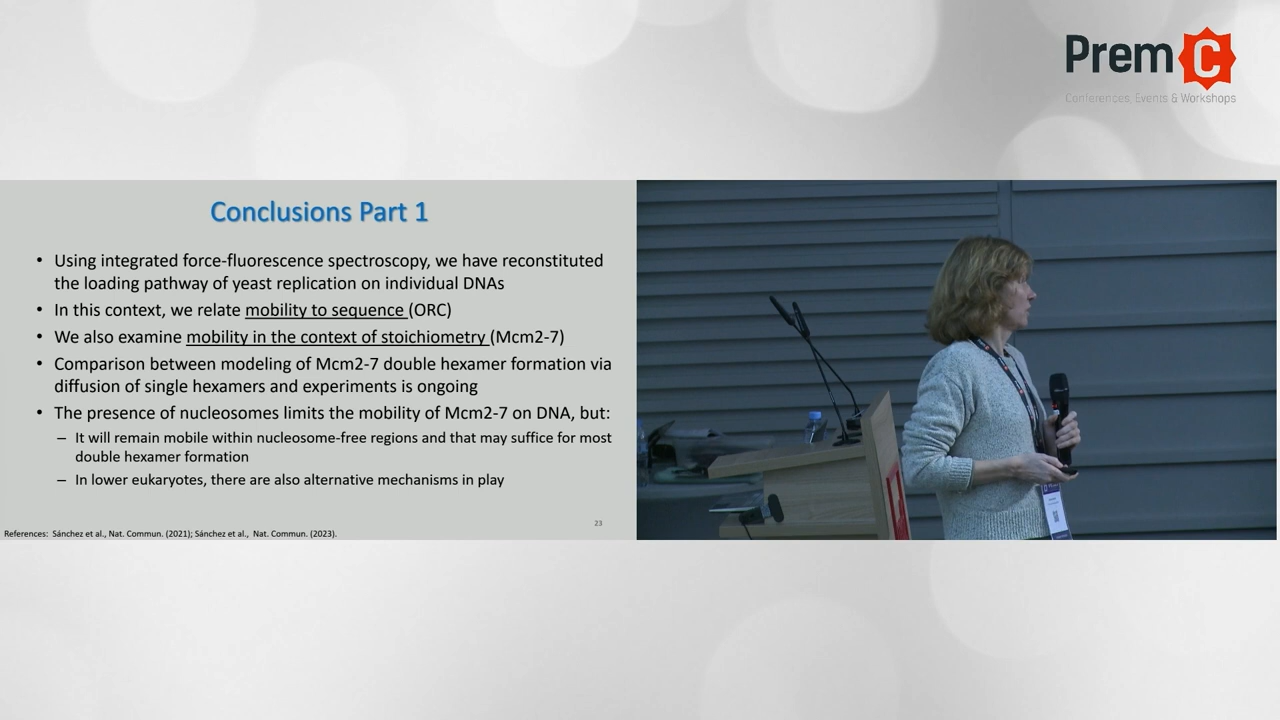 Prem C
Conferences, Events & Workshops
Conclusions Part 1
• Using integrated force-fluorescence spectroscopy, we have reconstituted
the loading pathway of yeast replication on individual DNAs
• In this context, we relate mobility to sequence (ORC)
• We also examine mobility in the context of stoichiometry (Mcm2-7)
• Comparison between modeling of Mcm2-7 double hexamer formation via
diffusion of single hexamers and experiments is ongoing
• The presence of nucleosomes limits the mobility of Mcm2-7 on DNA, but:
– It will remain mobile within nucleosome-free regions and that may suffice for most
double hexamer formation
– In lower eukaryotes, there are also alternative mechanisms in play
23
References: Sánchez et al., Nat. Commun. (2021); Sánchez et al., Nat. Commun. (2023).